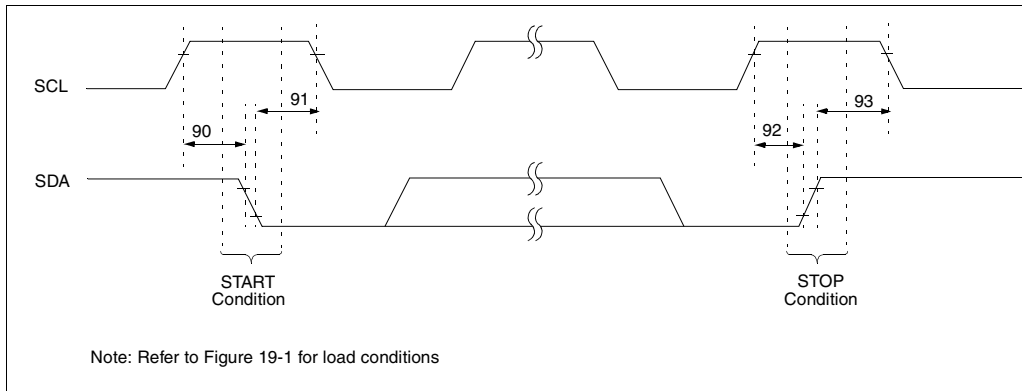 SCL
91
93
90
92
SDA
START
Condition
STOP
Condition
Note: Refer to Figure 19-1 for load conditions